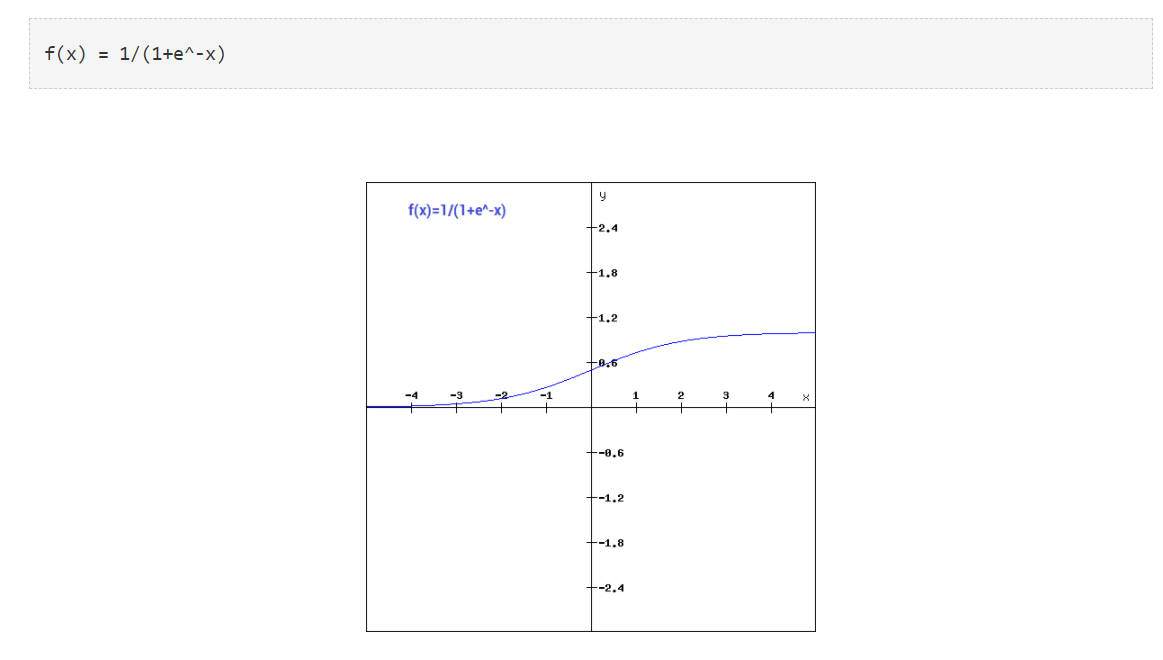 f(x) = 1/(1+e^-x)
y
f(x)=1/(1+e^-x)
2.4
1.8
1.2
0.6
-4 -3 -2 -1 1 2 3 4 x
-0.6
-1.2
-1.8
-2.4